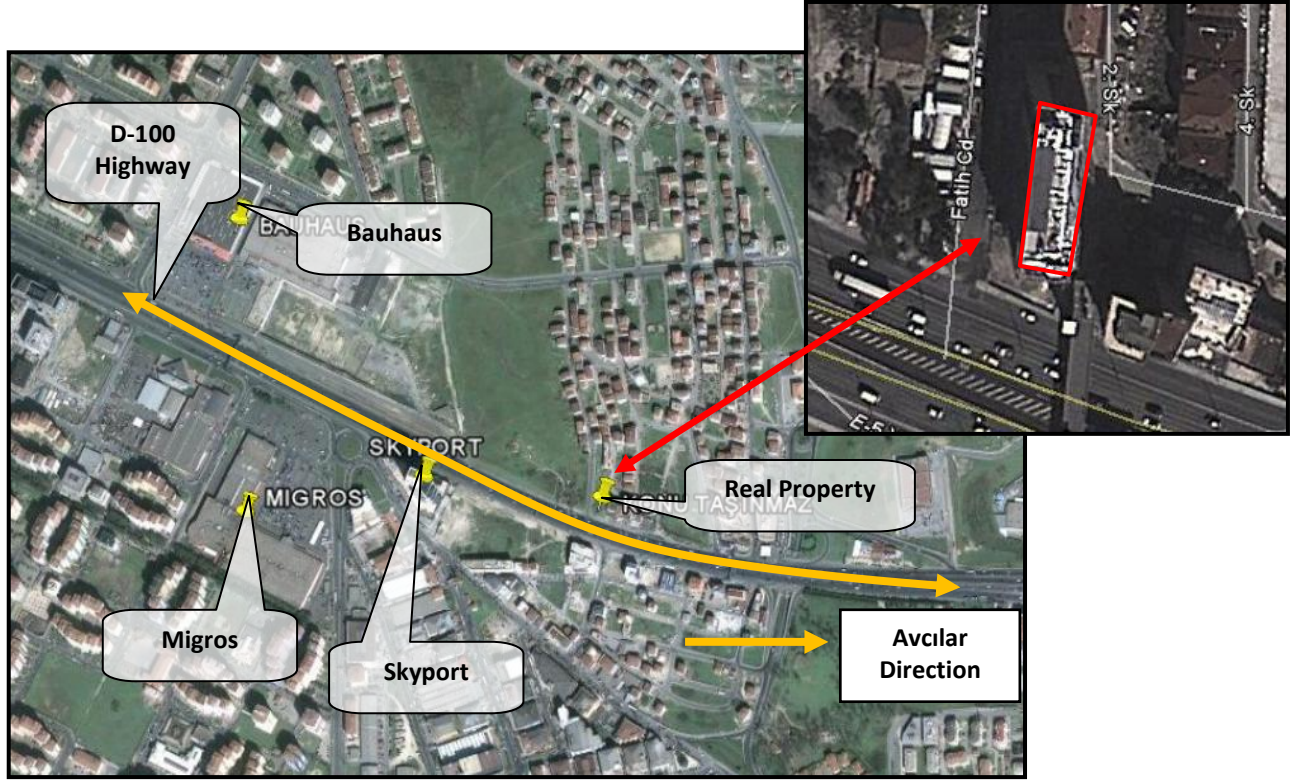 D-100
Highway
BAUHAUS
Bauhaus
2. Sk
4. Sk
Fatih Cd
E-5
SKYPORT
MIGROS
KONU TAŞINMAZ
Real Property
Migros
Skyport
Avcılar
Direction